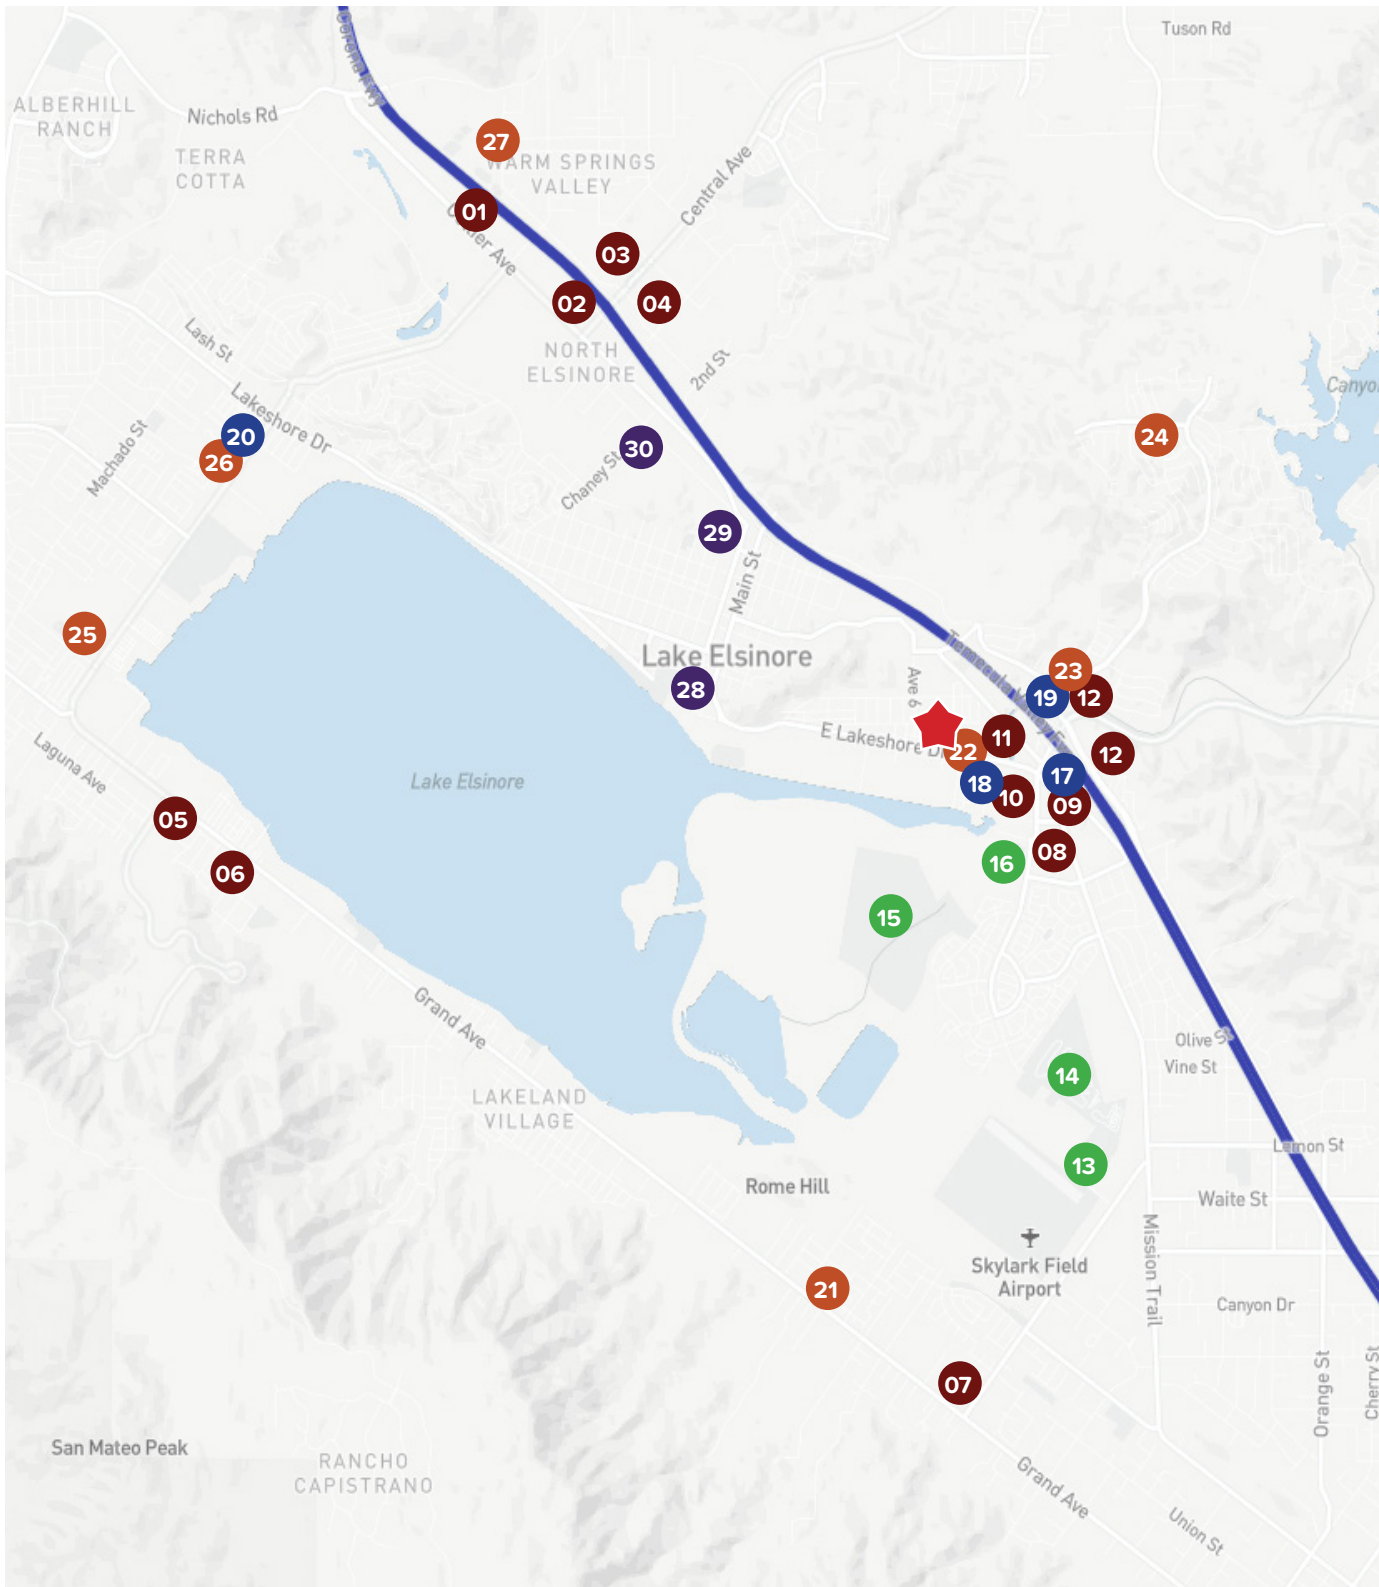 Tuson Rd
Corona Fwy
ALBERHILL
RANCH
Nichols Rd
TERRA
COTTA
27
WARM SPRINGS
VALLEY
Central Ave
01
Collier Ave
03
02
04
NORTH
ELSINORE
2nd St
Lash St
Lakeshore Dr
Machado St
20
26
30
Chaney St
24
29
Main St
25
Lake Elsinore
28
Ave 6
23
19
12
E Lakeshore Dr
22
11
12
18
10
17
09
08
16
15
Laguna Ave
Lake Elsinore
05
06
Grand Ave
LAKELAND
VILLAGE
Olive St
Vine St
14
13
Lemon St
Waite St
Rome Hill
Skylark Field
Airport
Mission Trail
Canyon Dr
21
07
Orange St
Cherry St
San Mateo Peak
RANCHO
CAPISTRANO
Grand Ave
Union St